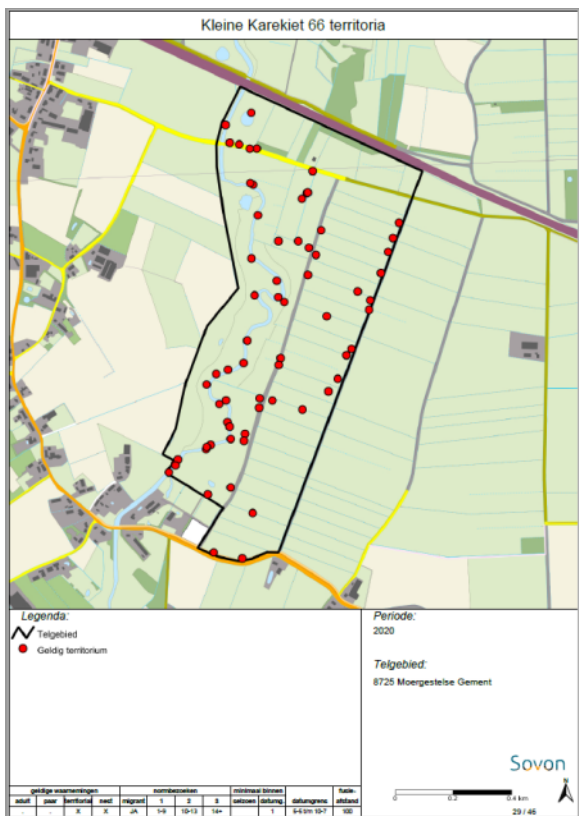 Kleine Karekiet 66 territoria
Legenda:
Telgebied
Geldig territorium
Periode:
2020
Telgebied:
8725 Moergestelse Gement
Sovon
0 0.2 0.4 km
N
29 / 46
geldige waarnemingen normbezoeken minimaal binnen fusie-
adult paar territorial nest migrant 1 2 3 seizoen datumg. datumgrens afstand
. . X X JA 1-9 10-13 14+ 1 100